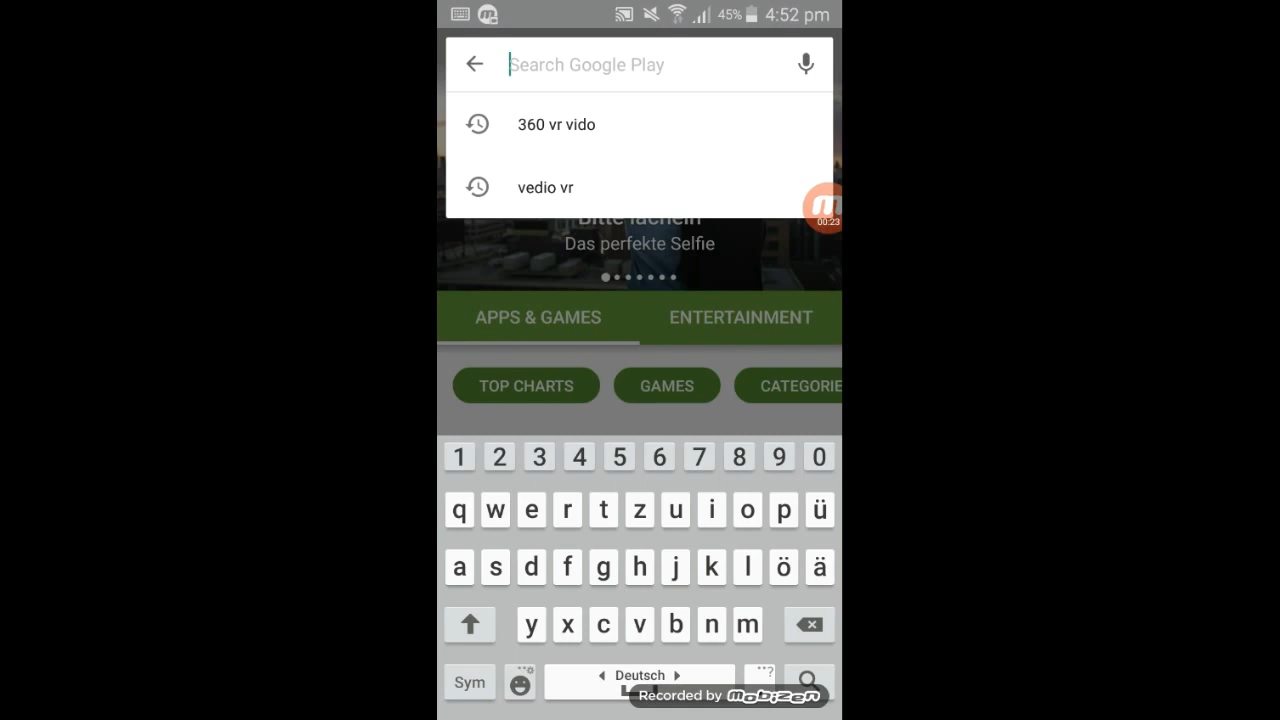 45% 4:52 pm
Search Google Play
360 vr vido
vedio vr
00:23
Bitte lächeln
Das perfekte Selfie
APPS & GAMES ENTERTAINMENT
TOP CHARTS GAMES CATEGORIE
1 2 3 4 5 6 7 8 9 0
q w e r t z u i o p ü
a s d f g h j k l ö ä
y x c v b n m
Sym Deutsch ?
Recorded by mobizen